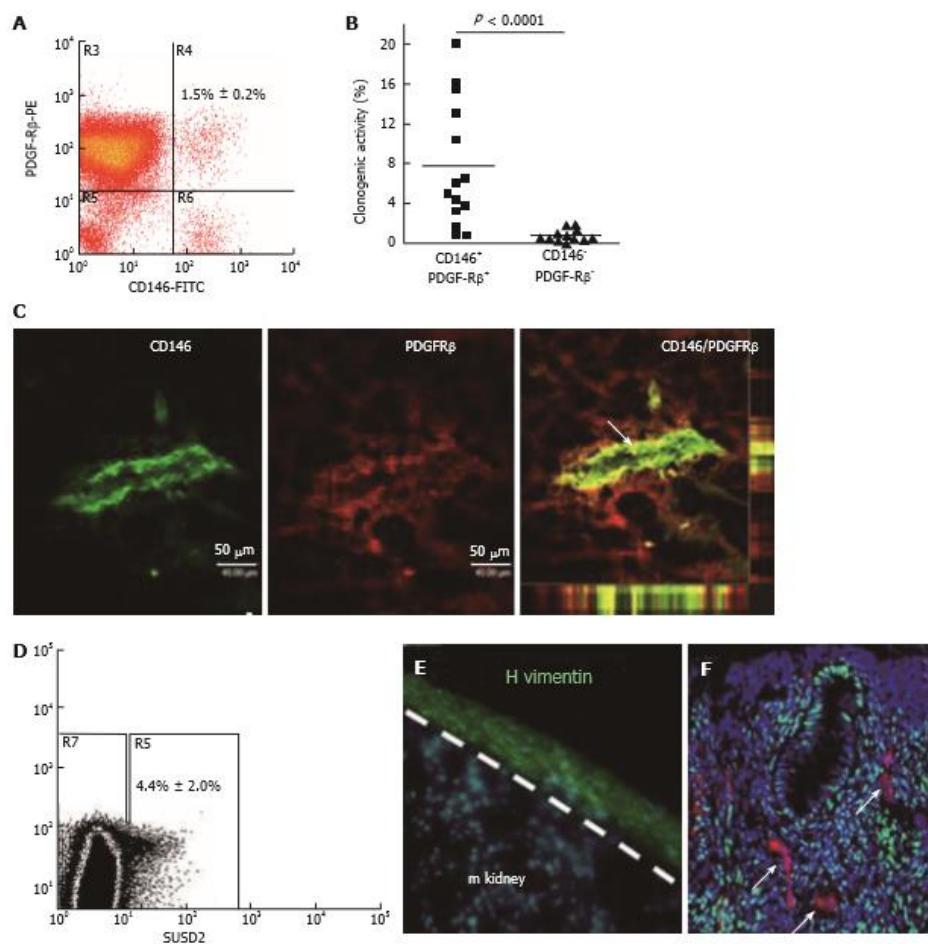 A
PDGF-Rβ-PE
10⁴
10³
10²
10¹
10⁰
R3
R4
1.5% ± 0.2%
R5
R6
10⁰
10¹
10²
10³
10⁴
CD146-FITC
B
P < 0.0001
Clonogenic activity (%)
20
16
12
8
4
0
CD146⁺
PDGF-Rβ⁺
CD146⁻
PDGF-Rβ⁻
C
CD146
50 μm
PDGFRβ
50 μm
CD146/PDGFRβ
D
10⁵
10⁴
10³
10²
10¹
R7
R5
4.4% ± 2.0%
10⁰
10¹
10²
10³
10⁴
10⁵
SUSD2
E
H vimentin
m kidney
F